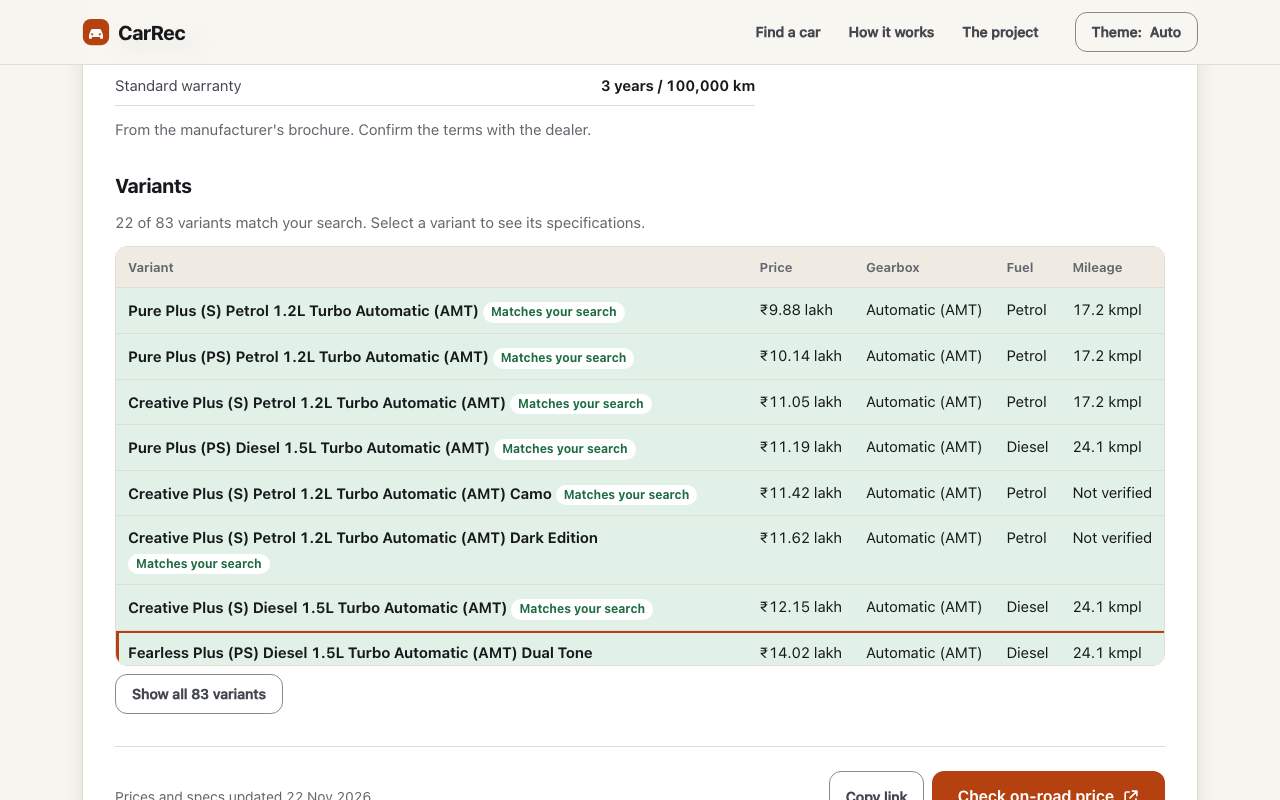 CarRec
Find a car
How it works
The project
Theme: Auto
Standard warranty 3 years / 100,000 km
From the manufacturer's brochure. Confirm the terms with the dealer.
Variants
22 of 83 variants match your search. Select a variant to see its specifications.
Variant Price Gearbox Fuel Mileage
Pure Plus (S) Petrol 1.2L Turbo Automatic (AMT) Matches your search ₹9.88 lakh Automatic (AMT) Petrol 17.2 kmpl
Pure Plus (PS) Petrol 1.2L Turbo Automatic (AMT) Matches your search ₹10.14 lakh Automatic (AMT) Petrol 17.2 kmpl
Creative Plus (S) Petrol 1.2L Turbo Automatic (AMT) Matches your search ₹11.05 lakh Automatic (AMT) Petrol 17.2 kmpl
Pure Plus (PS) Diesel 1.5L Turbo Automatic (AMT) Matches your search ₹11.19 lakh Automatic (AMT) Diesel 24.1 kmpl
Creative Plus (S) Petrol 1.2L Turbo Automatic (AMT) Camo Matches your search ₹11.42 lakh Automatic (AMT) Petrol Not verified
Creative Plus (S) Petrol 1.2L Turbo Automatic (AMT) Dark Edition ₹11.62 lakh Automatic (AMT) Petrol Not verified
Matches your search
Creative Plus (S) Diesel 1.5L Turbo Automatic (AMT) Matches your search ₹12.15 lakh Automatic (AMT) Diesel 24.1 kmpl
Fearless Plus (PS) Diesel 1.5L Turbo Automatic (AMT) Dual Tone ₹14.02 lakh Automatic (AMT) Diesel 24.1 kmpl
Show all 83 variants
Prices and specs updated 22 Nov 2026
Copy link
Check on-road price